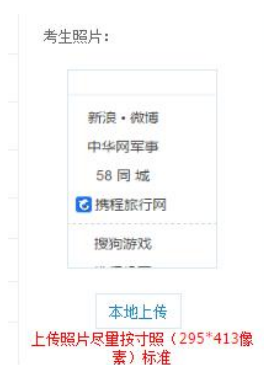 考生照片：
新浪·微博
中华网军事
58 同 城
携程旅行网
搜狗游戏
本地上传
上传照片尽量按寸照（295*413像
素）标准